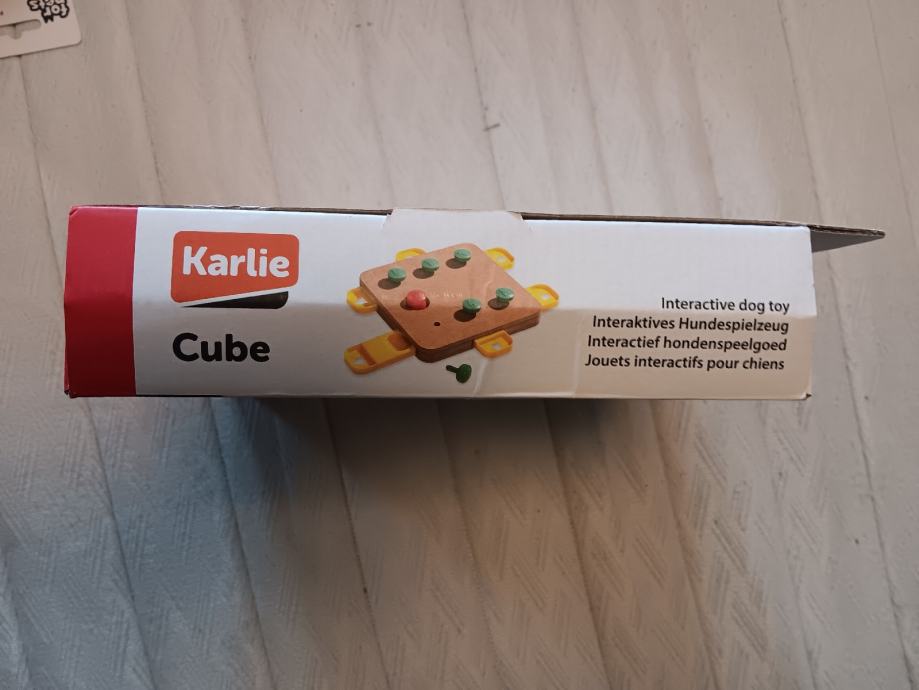 Karlie
Cube
Interactive dog toy
Interaktives Hundespielzeug
Interactief hondenspeelgoed
Jouets interactifs pour chiens